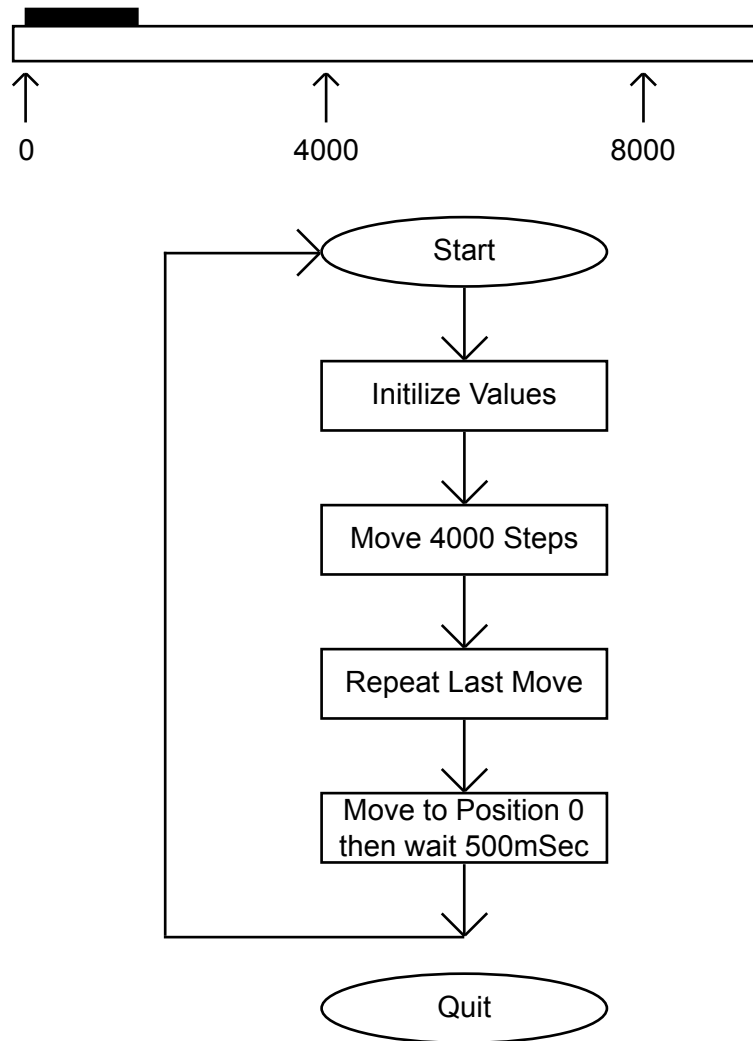 0 4000 8000
Start
Initilize Values
Move 4000 Steps
Repeat Last Move
Move to Position 0
then wait 500mSec
Quit